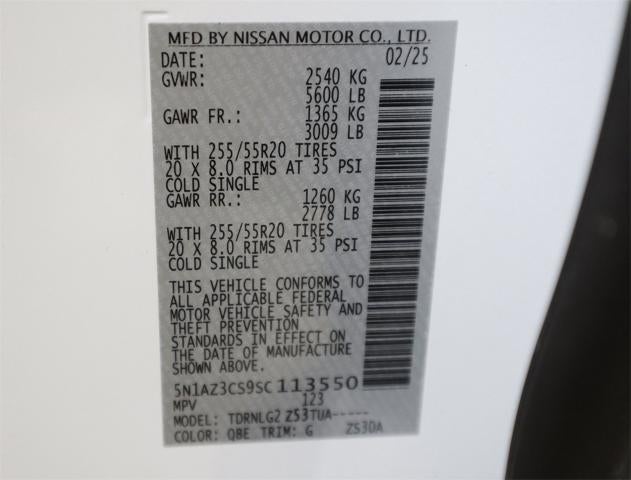 MFD BY NISSAN MOTOR CO., LTD.
DATE: 02/25
GVWR: 2540 KG
5600 LB
GAWR FR.: 1365 KG
3009 LB
WITH 255/55R20 TIRES
20 X 8.0 RIMS AT 35 PSI
COLD SINGLE
GAWR RR.: 1260 KG
2778 LB
WITH 255/55R20 TIRES
20 X 8.0 RIMS AT 35 PSI
COLD SINGLE
THIS VEHICLE CONFORMS TO
ALL APPLICABLE FEDERAL
MOTOR VEHICLE SAFETY AND
THEFT PREVENTION
STANDARDS IN EFFECT ON
THE DATE OF MANUFACTURE
SHOWN ABOVE.
5N1AZ3CS9SC113550
MPV 123
MODEL: TDRNLG2 ZS3TUA-----
COLOR: QBE TRIM: G ZS3DA